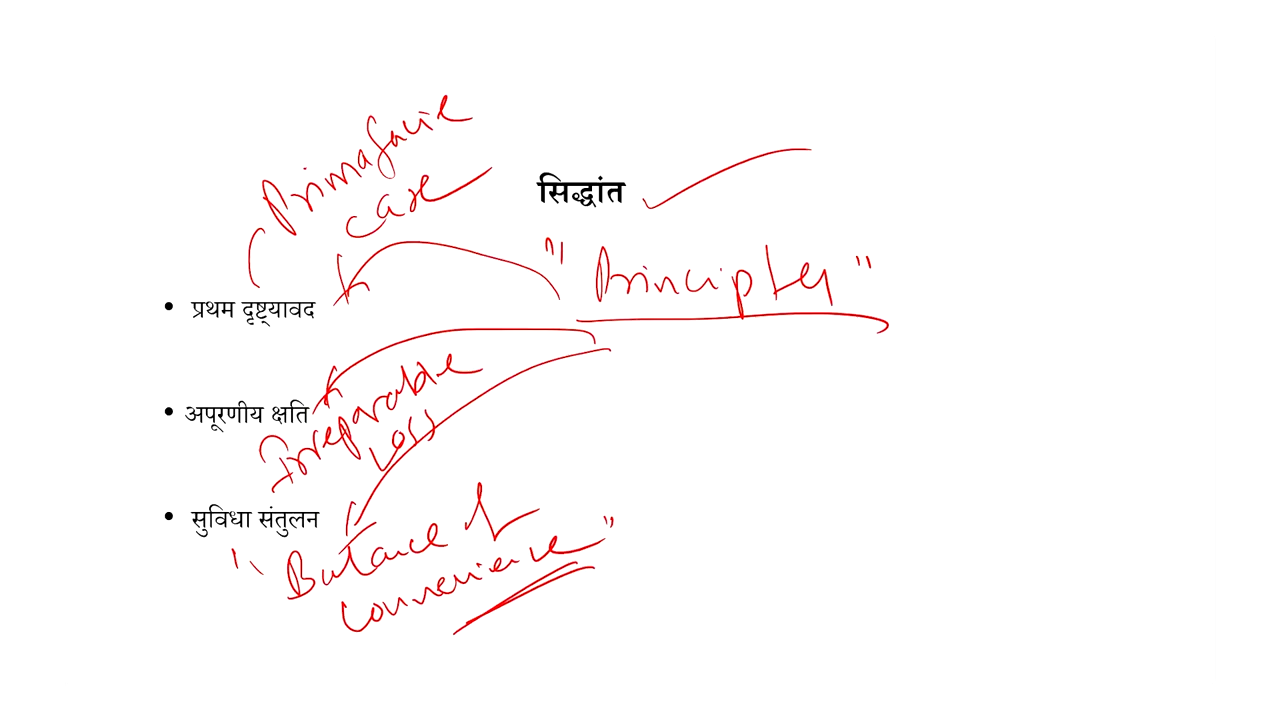 Primafacie
case
सिद्धांत
"Principles"
• प्रथम दृष्ट्यावद
• अपूरणीय क्षति
Irreparable
Loss
• सुविधा संतुलन
"Balance of
convenience"